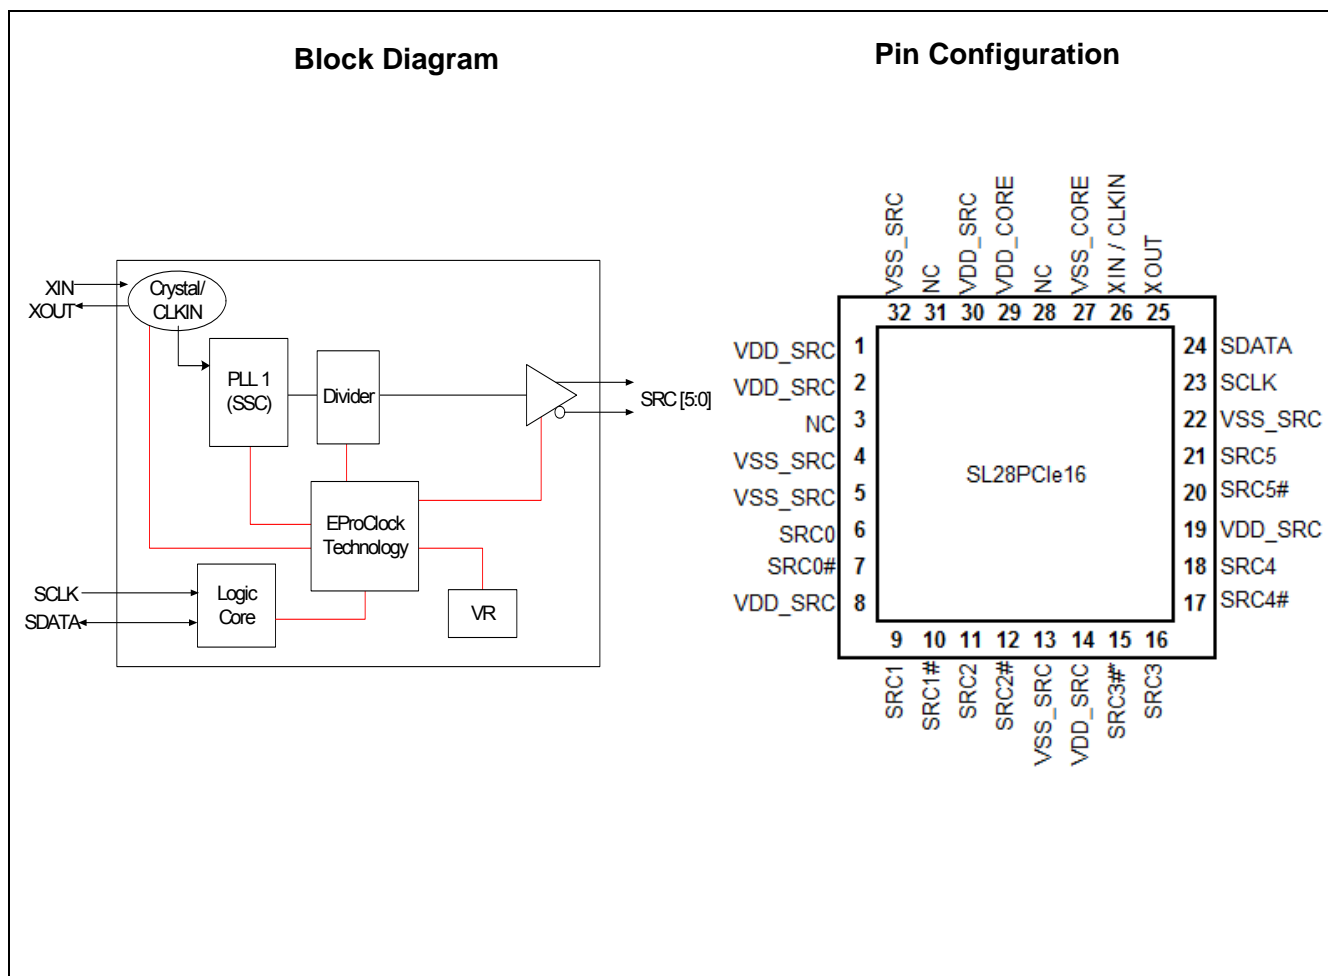 Block Diagram
XIN
XOUT
Crystal/
CLKIN
PLL 1
(SSC)
Divider
SRC [5:0]
EProClock
Technology
SCLK
SDATA
Logic
Core
VR
Pin Configuration
VSS_SRC
NC
VDD_SRC
VDD_CORE
NC
VSS_CORE
XIN / CLKIN
XOUT
32 31 30 29 28 27 26 25
VDD_SRC 1
VDD_SRC 2
NC 3
VSS_SRC 4
VSS_SRC 5
SRC0 6
SRC0# 7
VDD_SRC 8
SL28PCIe16
24 SDATA
23 SCLK
22 VSS_SRC
21 SRC5
20 SRC5#
19 VDD_SRC
18 SRC4
17 SRC4#
9 10 11 12 13 14 15 16
SRC1
SRC1#
SRC2
SRC2#
VSS_SRC
VDD_SRC
SRC3#*
SRC3